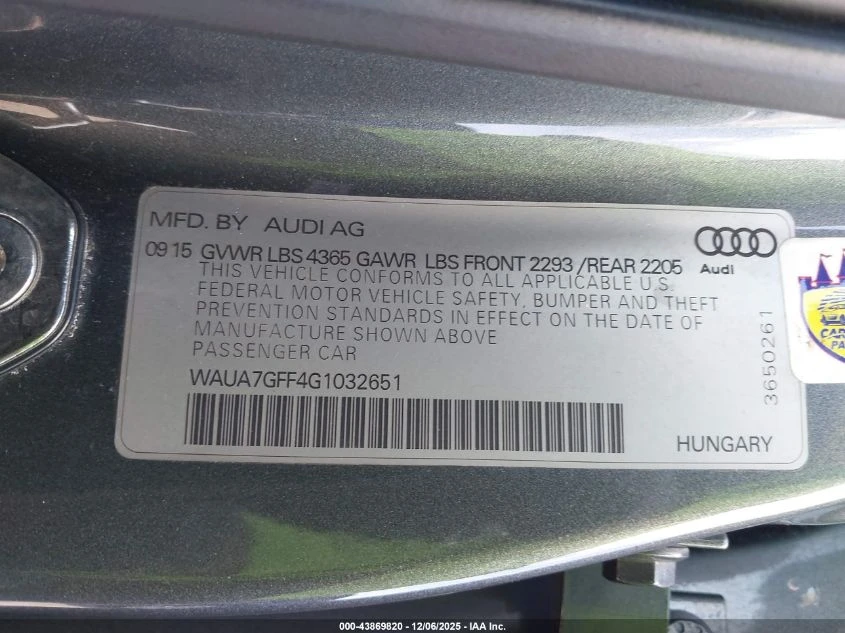 MFD. BY AUDI AG
09 15 GVWR LBS 4365 GAWR LBS FRONT 2293 /REAR 2205
THIS VEHICLE CONFORMS TO ALL APPLICABLE U.S.
FEDERAL MOTOR VEHICLE SAFETY, BUMPER AND THEFT
PREVENTION STANDARDS IN EFFECT ON THE DATE OF
MANUFACTURE SHOWN ABOVE
PASSENGER CAR
WAUA7GFF4G1032651
HUNGARY
Audi
3650261
000-43869820 - 12/06/2025 - IAA Inc.